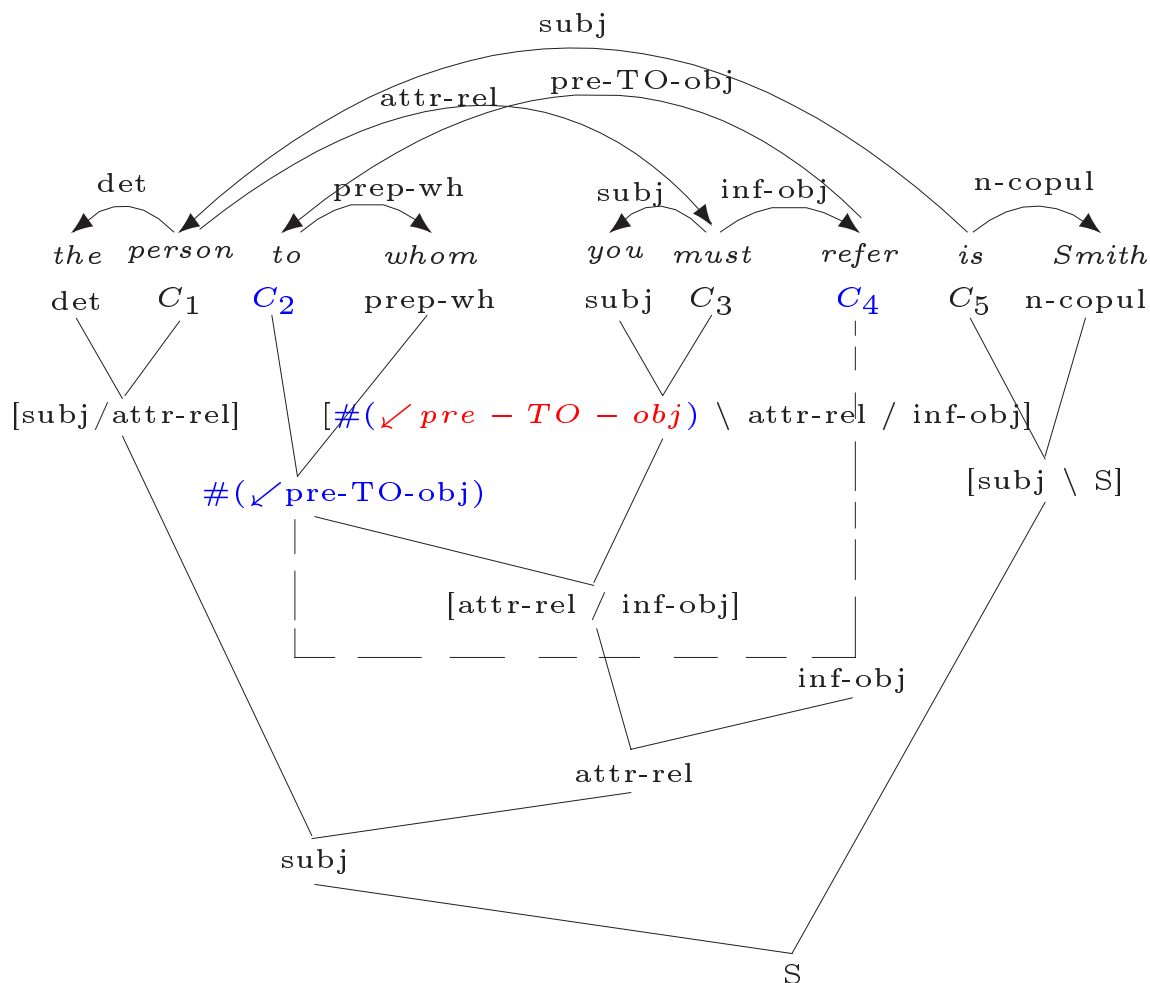 subj
pre-TO-obj
attr-rel
det prep-wh subj inf-obj n-copul
the person to whom you must refer is Smith
det C₁ C₂ prep-wh subj C₃ C₄ C₅ n-copul
[subj/attr-rel] [#(↙ pre − TO − obj) \ attr-rel / inf-obj]
[subj \ S]
#(↙pre-TO-obj)
[attr-rel / inf-obj]
inf-obj
attr-rel
subj
S